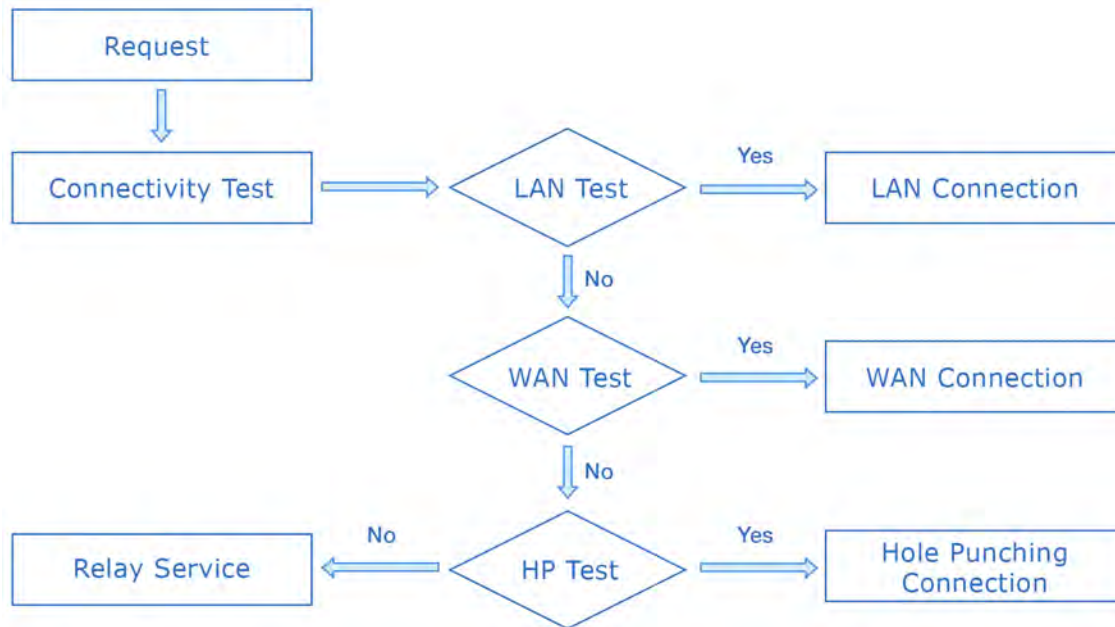 Request
Connectivity Test
LAN Test
Yes
LAN Connection
No
WAN Test
Yes
WAN Connection
No
Relay Service
No
HP Test
Yes
Hole Punching
Connection